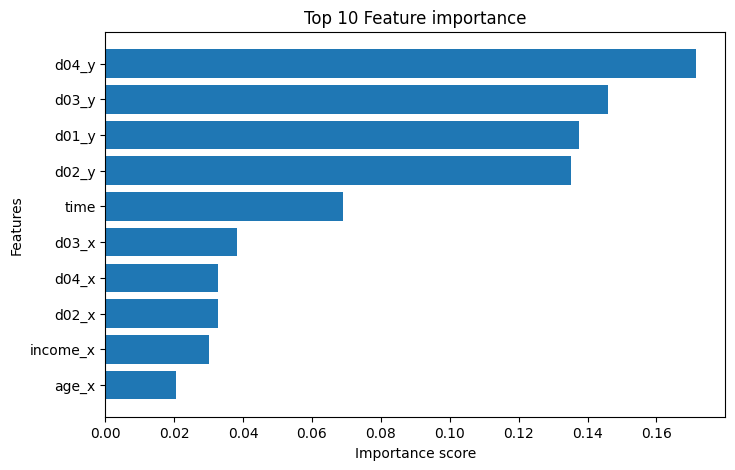 Top 10 Feature importance
d04_y
d03_y
d01_y
d02_y
time
d03_x
d04_x
d02_x
income_x
age_x
Features
0.00 0.02 0.04 0.06 0.08 0.10 0.12 0.14 0.16
Importance score